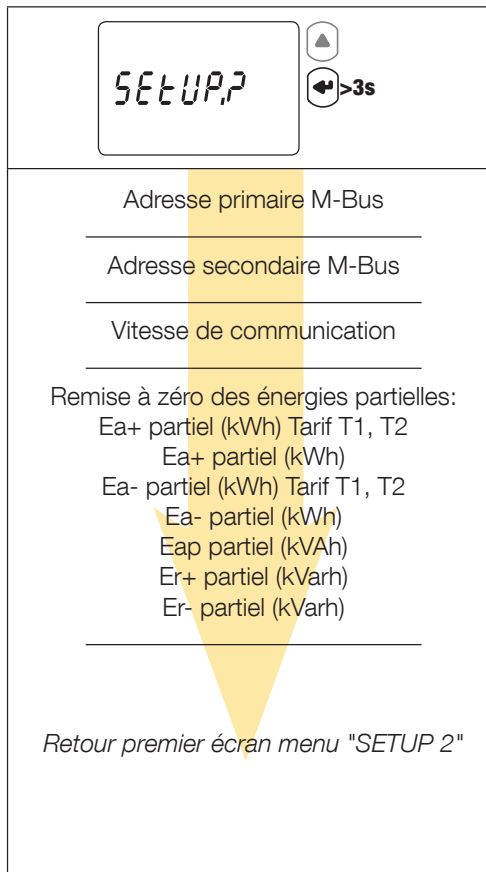 SEtUP.2
>3s
Adresse primaire M-Bus
Adresse secondaire M-Bus
Vitesse de communication
Remise à zéro des énergies partielles:
Ea+ partiel (kWh) Tarif T1, T2
Ea+ partiel (kWh)
Ea- partiel (kWh) Tarif T1, T2
Ea- partiel (kWh)
Eap partiel (kVAh)
Er+ partiel (kVarh)
Er- partiel (kVarh)
Retour premier écran menu "SETUP 2"